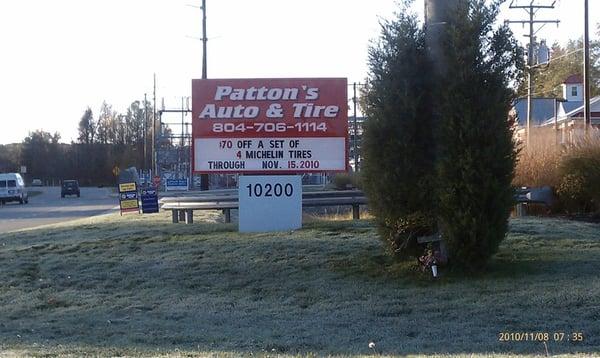 Patton's
Auto & Tire
804-706-1114
$70 OFF A SET OF
4 MICHELIN TIRES
THROUGH NOV. 15.2010
10200
2010/11/08 07:35